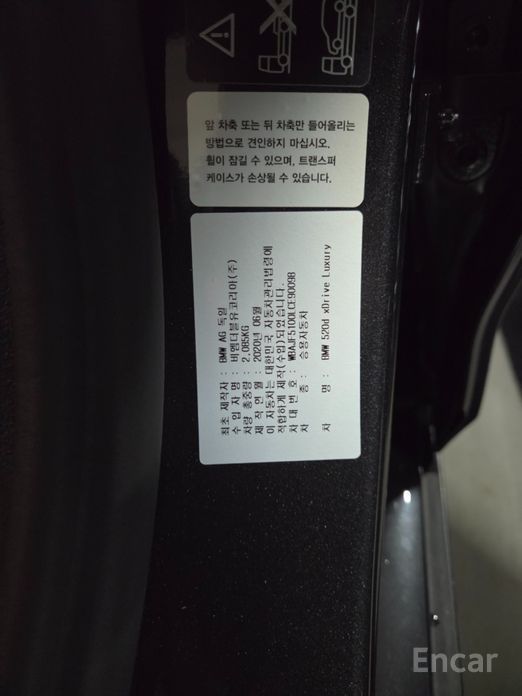 앞 차축 또는 뒤 차축만 들어올리는
방법으로 견인하지 마십시오.
휠이 잠길 수 있으며, 트랜스퍼
케이스가 손상될 수 있습니다.
최초 제작자 : BMW AG 독일
수 입 자 명 : 비엠더블유코리아(주)
차량 총중량 : 2,085KG
제 작 연 월 : 2020년 06월
이 자동차는 대한민국 자동차관리법령에
적합하게 제작(수입)되었습니다.
차 대 번 호 : WBAJF5100LCE9009B
차 종 : 승용자동차
차 명 : BMW 520d xDrive Luxury
Encar